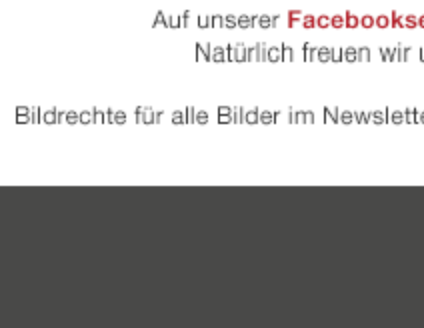 Auf unserer Facebookse
Natürlich freuen wir u
Bildrechte für alle Bilder im Newslette